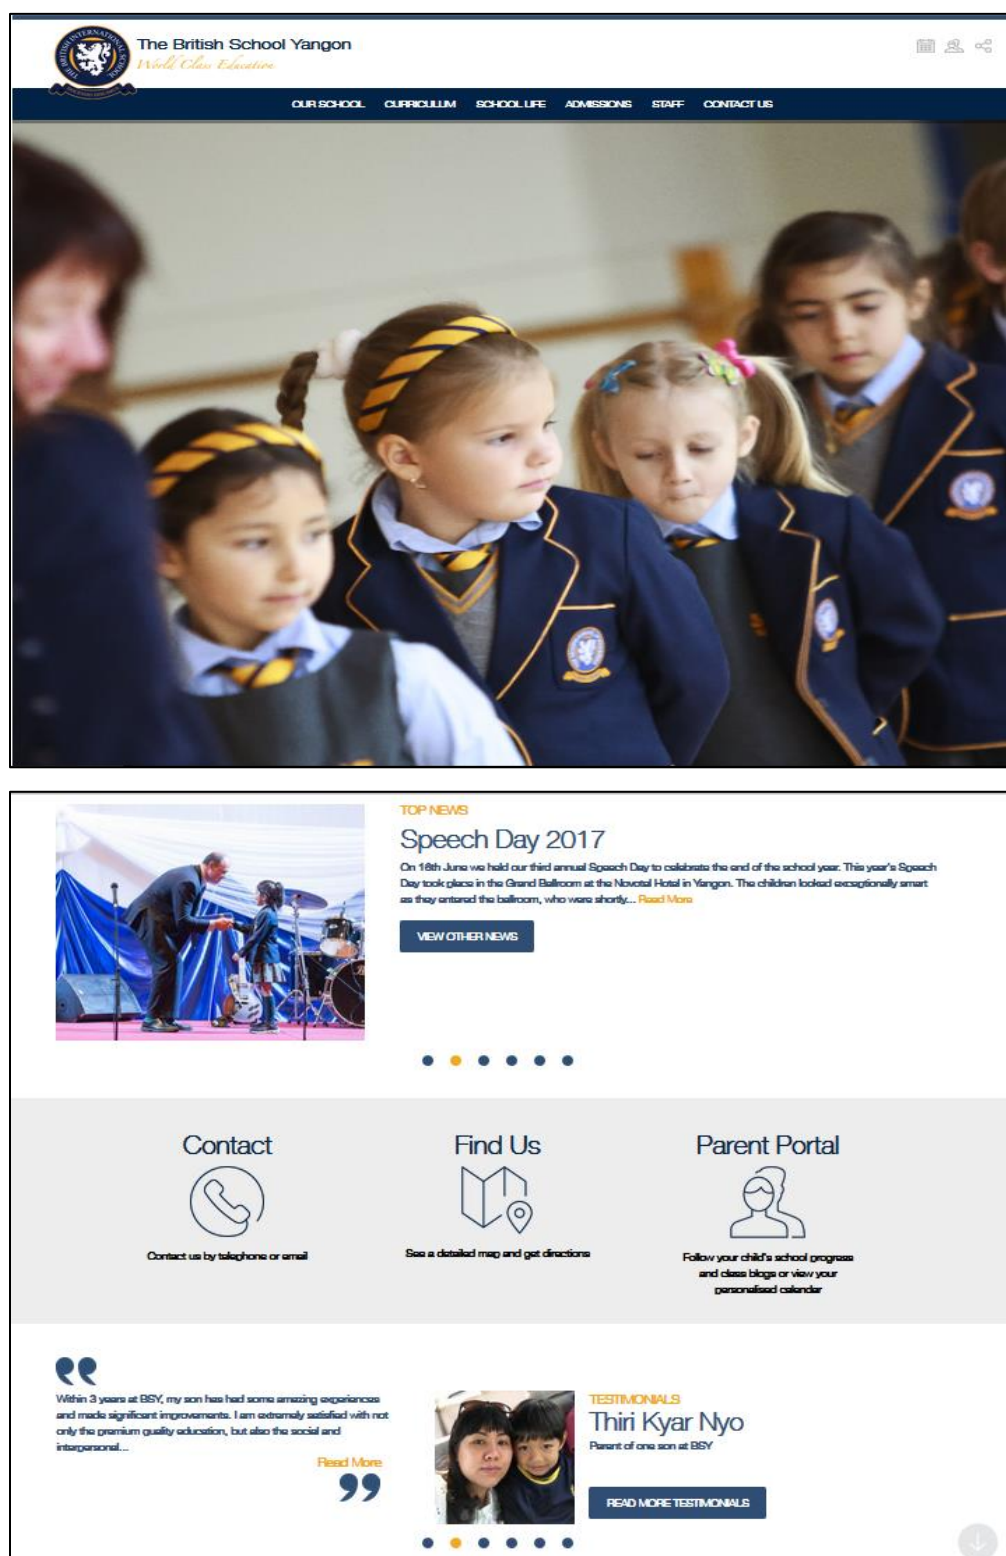 The British School Yangon
World Class Education
OUR SCHOOL CURRICULUM SCHOOL LIFE ADMISSIONS STAFF CONTACT US
TOP NEWS
Speech Day 2017
On 16th June we held our third annual Speech Day to celebrate the end of the school year. This year's Speech
Day took place in the Grand Ballroom at the Novotel Hotel in Yangon. The children looked exceptionally smart
as they entered the ballroom, who were shortly... Read More
VIEW OTHER NEWS
Contact
Contact us by telephone or email
Find Us
See a detailed map and get directions
Parent Portal
Follow your child's school progress
and class blogs or view your
personalised calendar
Within 3 years at BSY, my son has had some amazing experiences
and made significant improvements. I am extremely satisfied with not
only the premium quality education, but also the social and
interpersonal...
Read More
TESTIMONIALS
Thiri Kyar Nyo
Parent of one son at BSY
READ MORE TESTIMONIALS